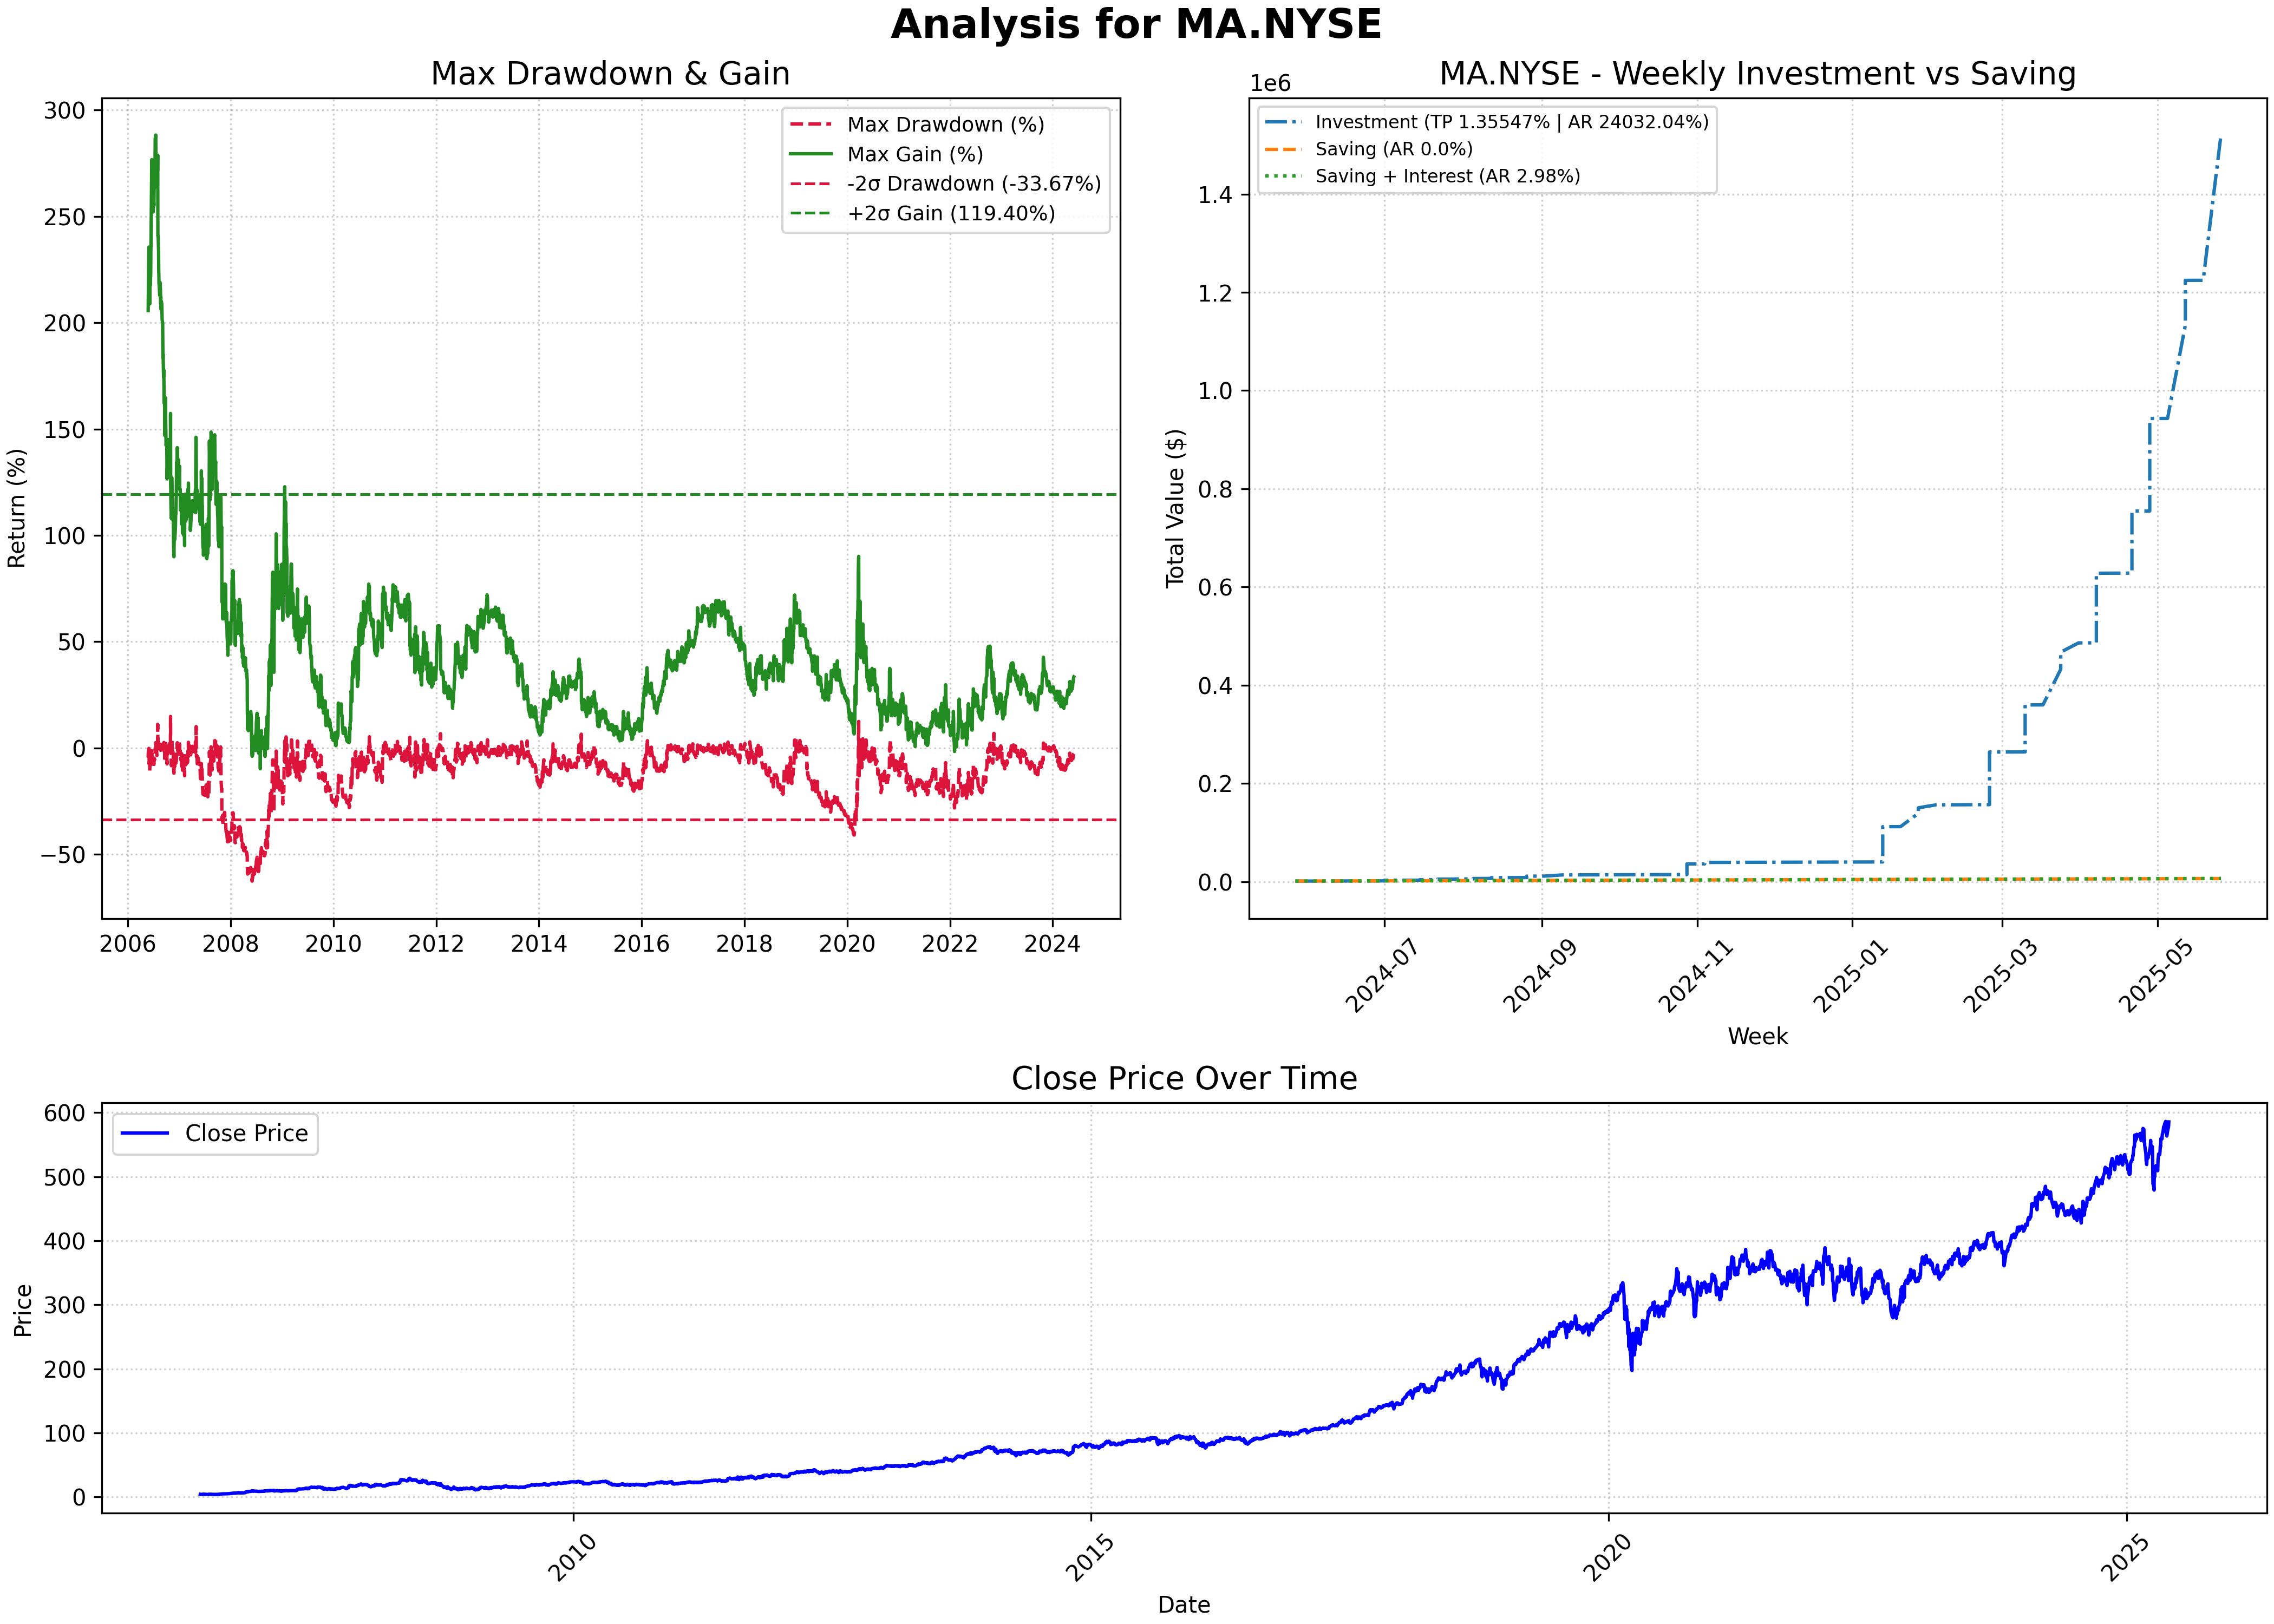 Analysis for MA.NYSE
Max Drawdown & Gain
Return (%)
300
250
200
150
100
50
0
−50
Max Drawdown (%)
Max Gain (%)
-2σ Drawdown (-33.67%)
+2σ Gain (119.40%)
2006 2008 2010 2012 2014 2016 2018 2020 2022 2024
MA.NYSE - Weekly Investment vs Saving
1e6
Total Value ($)
1.4
1.2
1.0
0.8
0.6
0.4
0.2
0.0
Investment (TP 1.35547% | AR 24032.04%)
Saving (AR 0.0%)
Saving + Interest (AR 2.98%)
2024-07 2024-09 2024-11 2025-01 2025-03 2025-05
Week
Close Price Over Time
Price
600
500
400
300
200
100
0
Close Price
2010 2015 2020 2025
Date